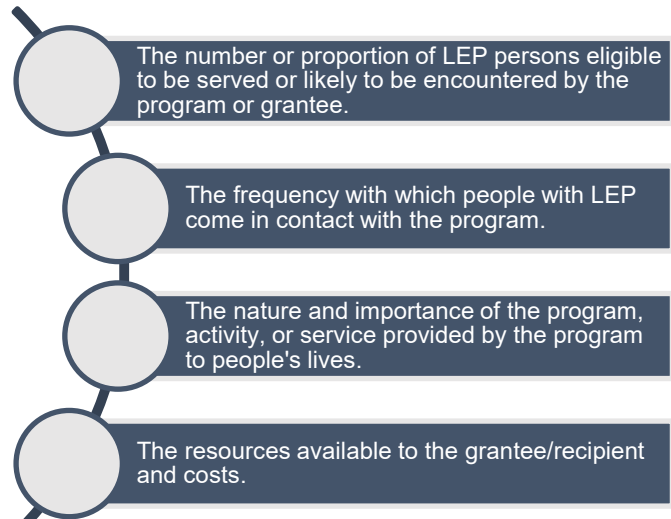 The number or proportion of LEP persons eligible
to be served or likely to be encountered by the
program or grantee.
The frequency with which people with LEP
come in contact with the program.
The nature and importance of the program,
activity, or service provided by the program
to people's lives.
The resources available to the grantee/recipient
and costs.